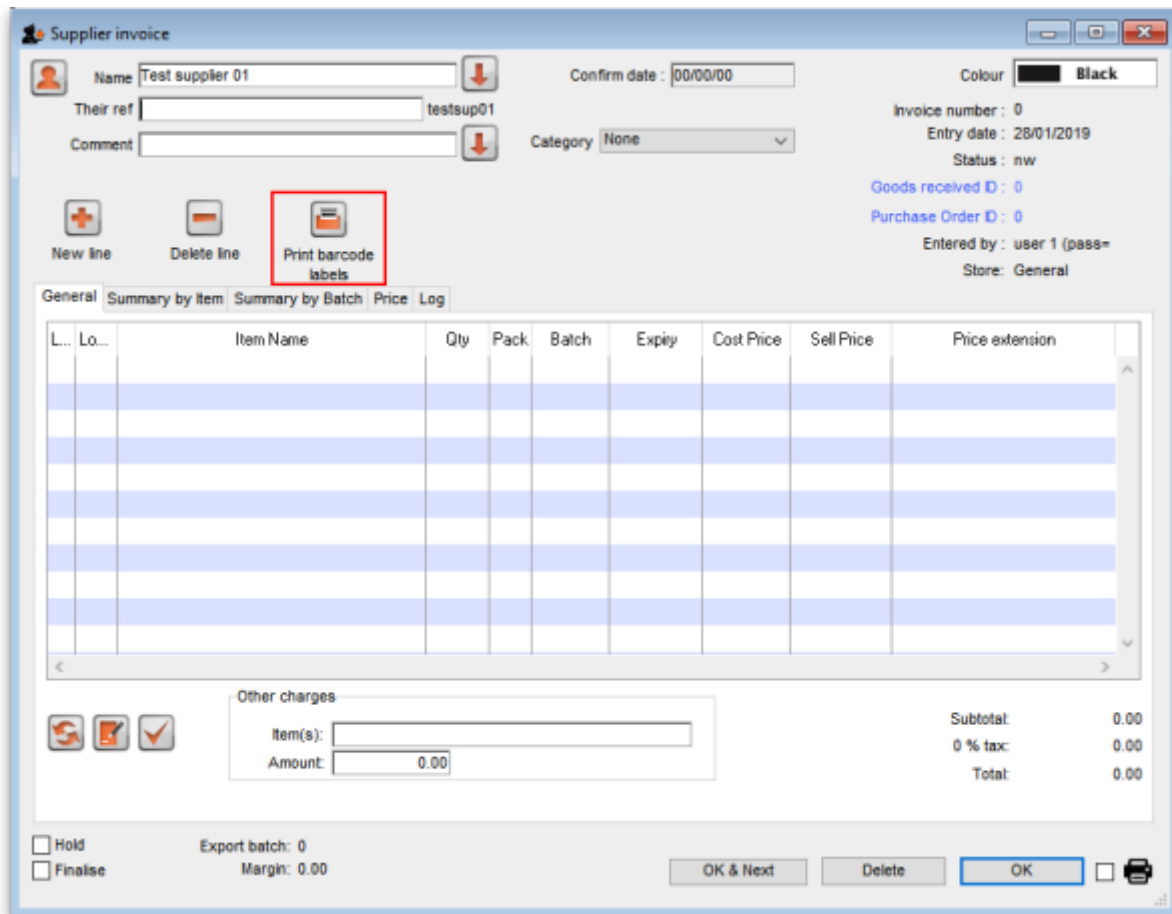 Supplier invoice
Name Test supplier 01 Confirm date : 00/00/00 Colour Black
Their ref testsup01 Invoice number : 0
Comment Category None Entry date : 28/01/2019
Status : nw
Goods received ID : 0
Purchase Order ID : 0
New line Delete line Print barcode labels Entered by : user 1 (pass=
Store: General
General Summary by Item Summary by Batch Price Log
L... Lo... Item Name Qty Pack Batch Expiry Cost Price Sell Price Price extension
Other charges
Item(s): Subtotal: 0.00
0 % tax: 0.00
Amount: 0.00 Total: 0.00
Hold Export batch: 0
Finalise Margin: 0.00 OK & Next Delete OK